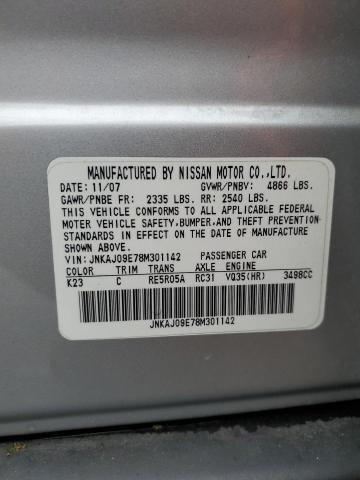 MANUFACTURED BY NISSAN MOTOR CO.,LTD.
DATE: 11/07 GVWR/PNBV: 4866 LBS.
GAWR/PNBE FR: 2335 LBS. RR: 2540 LBS.
THIS VEHICLE CONFORMS TO ALL APPLICABLE FEDERAL
MOTOR VEHICLE SAFETY,BUMPER,AND THEFT PREVENTION
STANDARDS IN EFFECT ON THE DATE OF MANUFACTURE
SHOWN ABOVE.
VIN: JNKAJ09E78M301142 PASSENGER CAR
COLOR TRIM TRANS AXLE ENGINE
K23 C RE5R05A RC31 VQ35(HR) 3498CC
JNKAJ09E78M301142